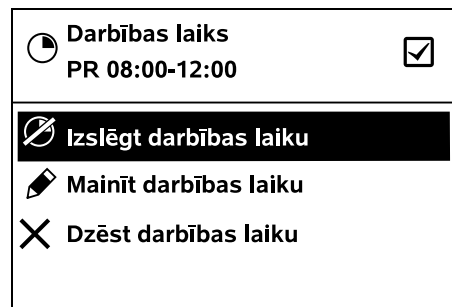 Darbības laiks
PR 08:00-12:00
Izslēgt darbības laiku
Mainīt darbības laiku
Dzēst darbības laiku